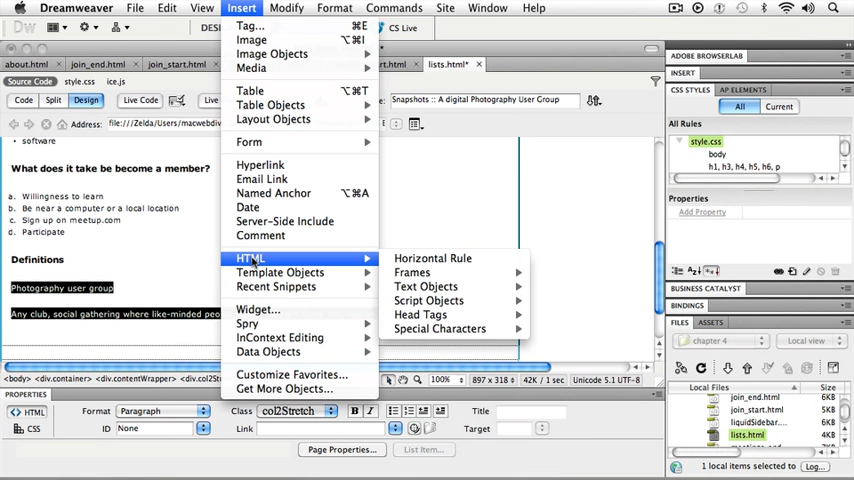 Dreamweaver File Edit View Insert Modify Format Commands Site Window Help
Dw DESI CS Live
about.html join_end.html join_start.html art.html lists.html*
Source Code style.css ice.js
Code Split Design Live Code Live Snapshots :: A digital Photography User Group
Address: file:///Zelda/Users/macwebdiv
software
What does it take be become a member?
a. Willingness to learn
b. Be near a computer or a local location
c. Sign up on meetup.com
d. Participate
Definitions
Photography user group
Any club, social gathering where like-minded peo
Tag... ⌘E
Image ⌥⌘I
Image Objects
Media
Table ⌥⌘T
Table Objects
Layout Objects
Form
Hyperlink
Email Link
Named Anchor ⌥⌘A
Date
Server-Side Include
Comment
HTML
Template Objects
Recent Snippets
Widget...
Spry
InContext Editing
Data Objects
Customize Favorites...
Get More Objects...
Horizontal Rule
Frames
Text Objects
Script Objects
Head Tags
Special Characters
<body> <div.container> <div.contentWrapper> <div.col2S 100% 897 x 318 42K / 1 sec Unicode 5.1 UTF-8
PROPERTIES
HTML Format Paragraph Class col2Stretch B I Title
CSS ID None Link Target
Page Properties... List Item...
ADOBE BROWSERLAB
INSERT
CSS STYLES AP ELEMENTS
All Current
All Rules
style.css
body
h1, h3, h4, h5, h6, p
Properties
Add Property
BUSINESS CATALYST
BINDINGS
FILES ASSETS
chapter 4 Local view
Local Files Size
join_end.html 6KB
join_start.html 5KB
liquidSidebar.... 4KB
lists.html 4KB
1 local items selected to Log...